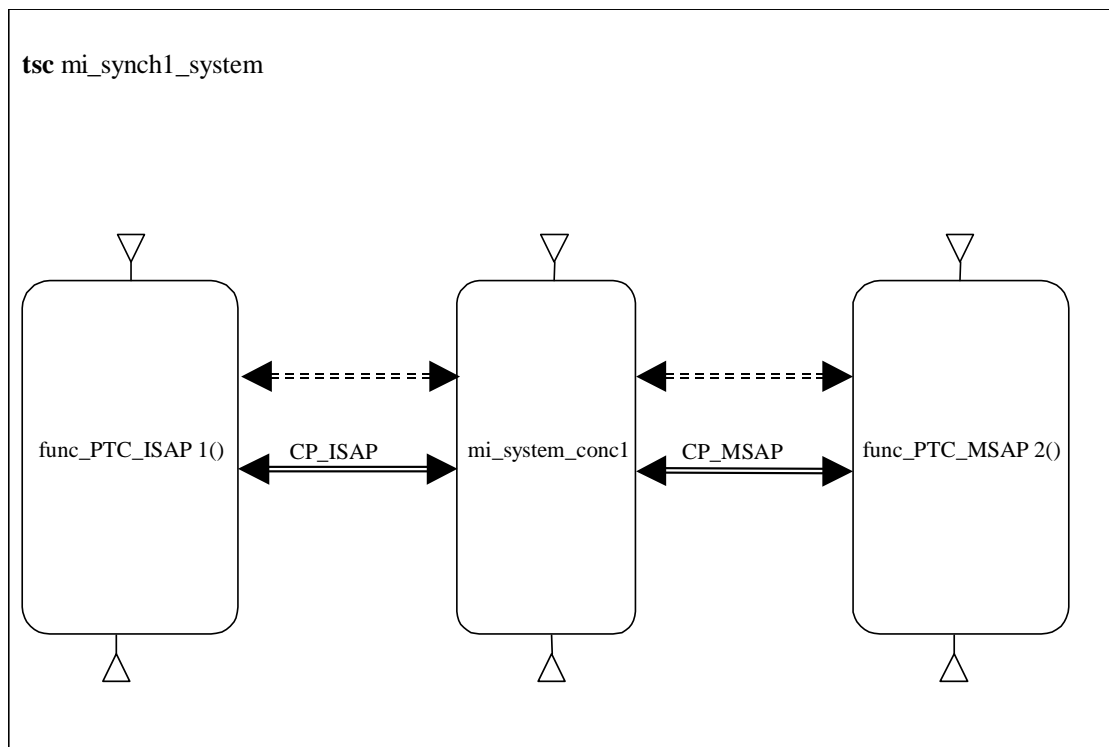 tsc mi_synch1_system
func_PTC_ISAP 1()
CP_ISAP
mi_system_conc1
CP_MSAP
func_PTC_MSAP 2()